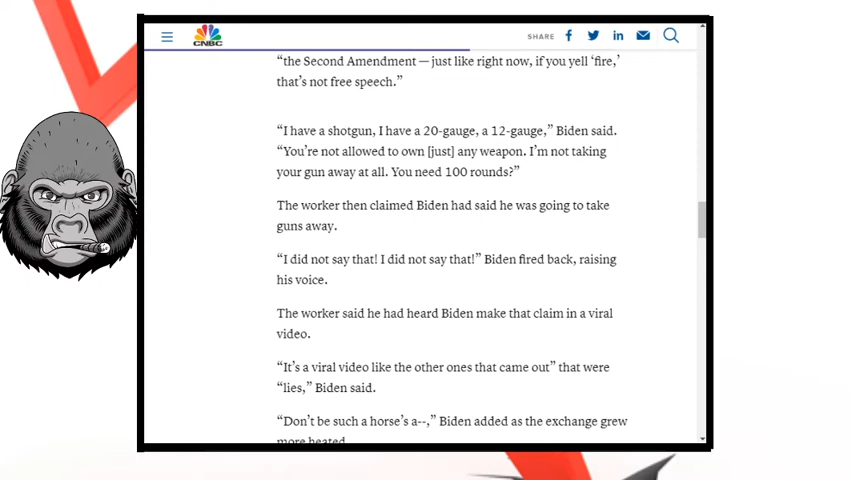 CNBC
SHARE
“the Second Amendment — just like right now, if you yell ‘fire,’
that’s not free speech.”
“I have a shotgun, I have a 20-gauge, a 12-gauge,” Biden said.
“You’re not allowed to own [just] any weapon. I’m not taking
your gun away at all. You need 100 rounds?”
The worker then claimed Biden had said he was going to take
guns away.
“I did not say that! I did not say that!” Biden fired back, raising
his voice.
The worker said he had heard Biden make that claim in a viral
video.
“It’s a viral video like the other ones that came out” that were
“lies,” Biden said.
“Don’t be such a horse’s a--,” Biden added as the exchange grew
more heated.